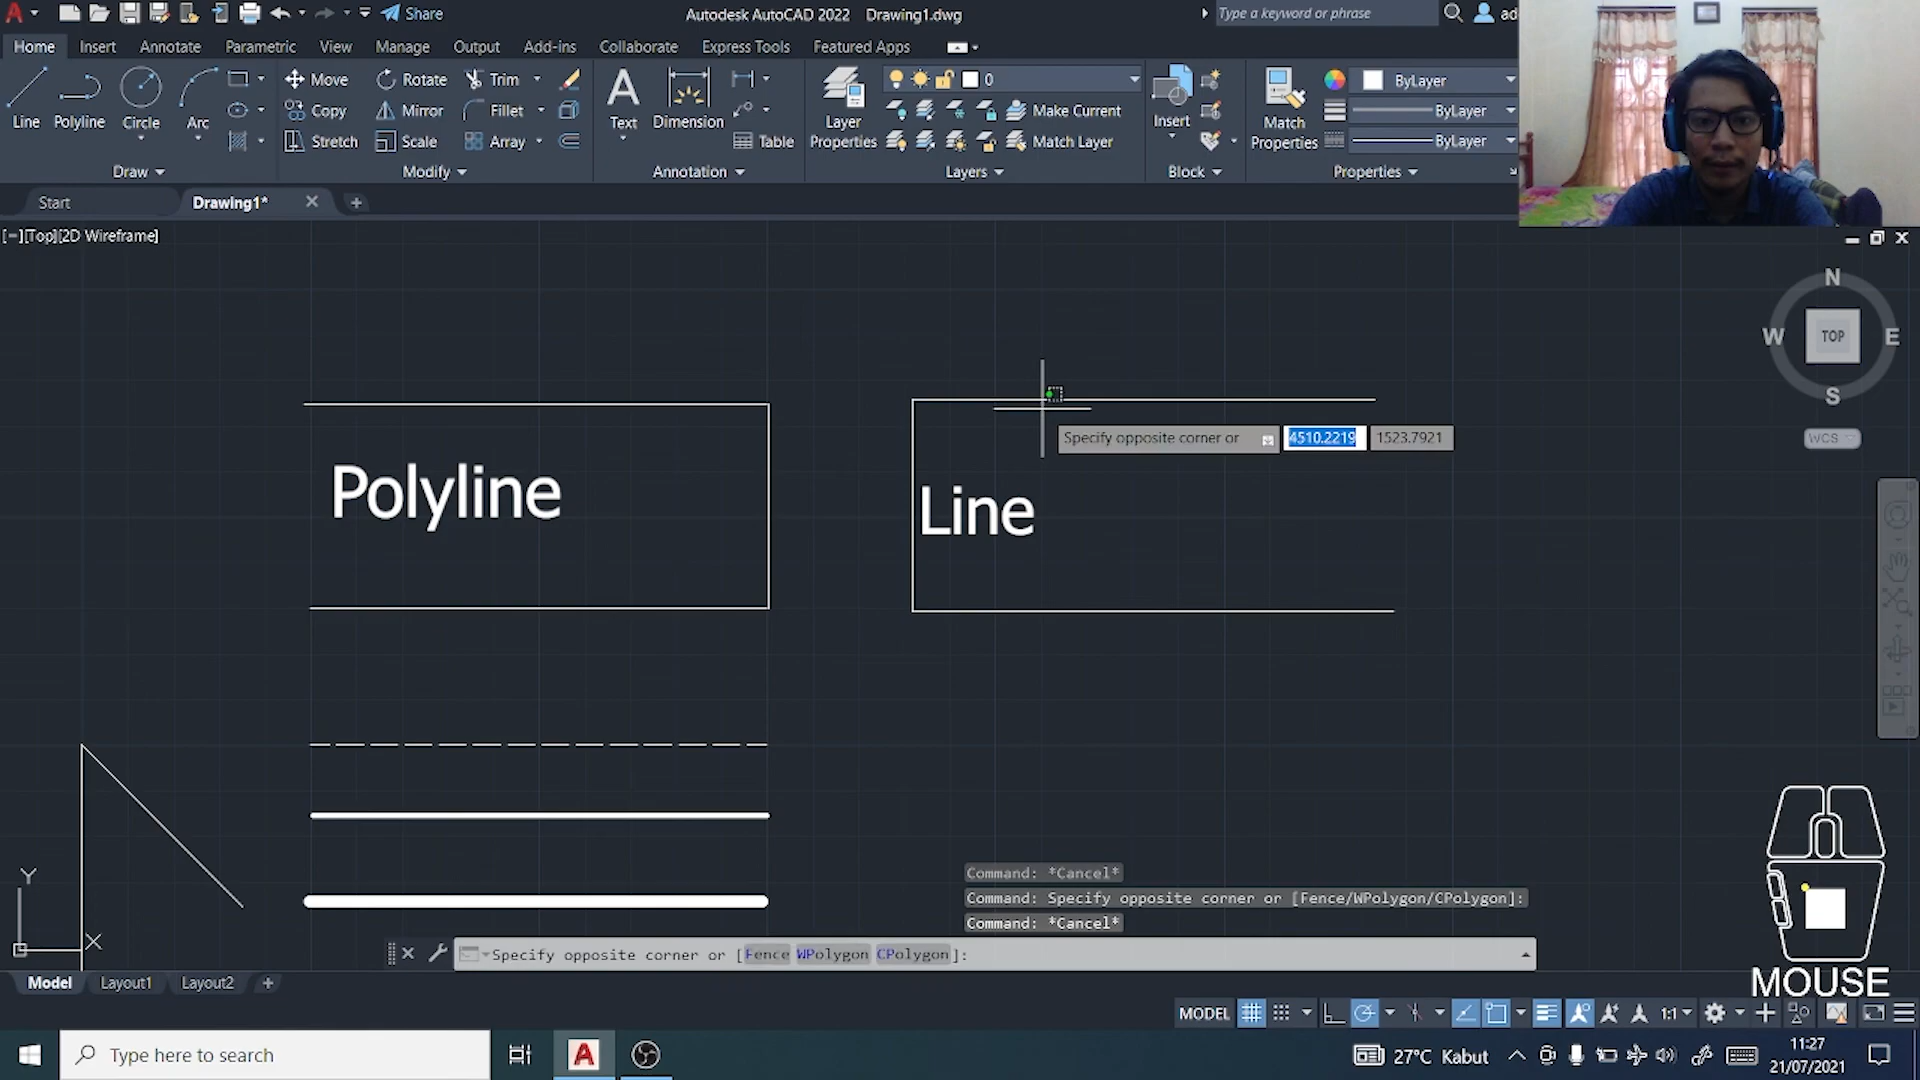 Share
Autodesk AutoCAD 2022 Drawing1.dwg
Type a keyword or phrase
ad
Home Insert Annotate Parametric View Manage Output Add-ins Collaborate Express Tools Featured Apps
Line Polyline Circle Arc
Move Rotate Trim
Copy Mirror Fillet
Stretch Scale Array
Text Dimension
Table
Layer Properties
0
Make Current
Match Layer
Insert
Match Properties
ByLayer
ByLayer
ByLayer
Draw Modify Annotation Layers Block Properties
Start Drawing1*
[−][Top][2D Wireframe]
N
W TOP E
S
WCS
Specify opposite corner or 4510.2219 1523.7921
Polyline
Line
Y
X
Command: *Cancel*
Command: Specify opposite corner or [Fence/WPolygon/CPolygon]:
Command: *Cancel*
Specify opposite corner or [Fence WPolygon CPolygon]:
MOUSE
Model Layout1 Layout2
MODEL 1:1
Type here to search
A
27°C Kabut
11:27
21/07/2021